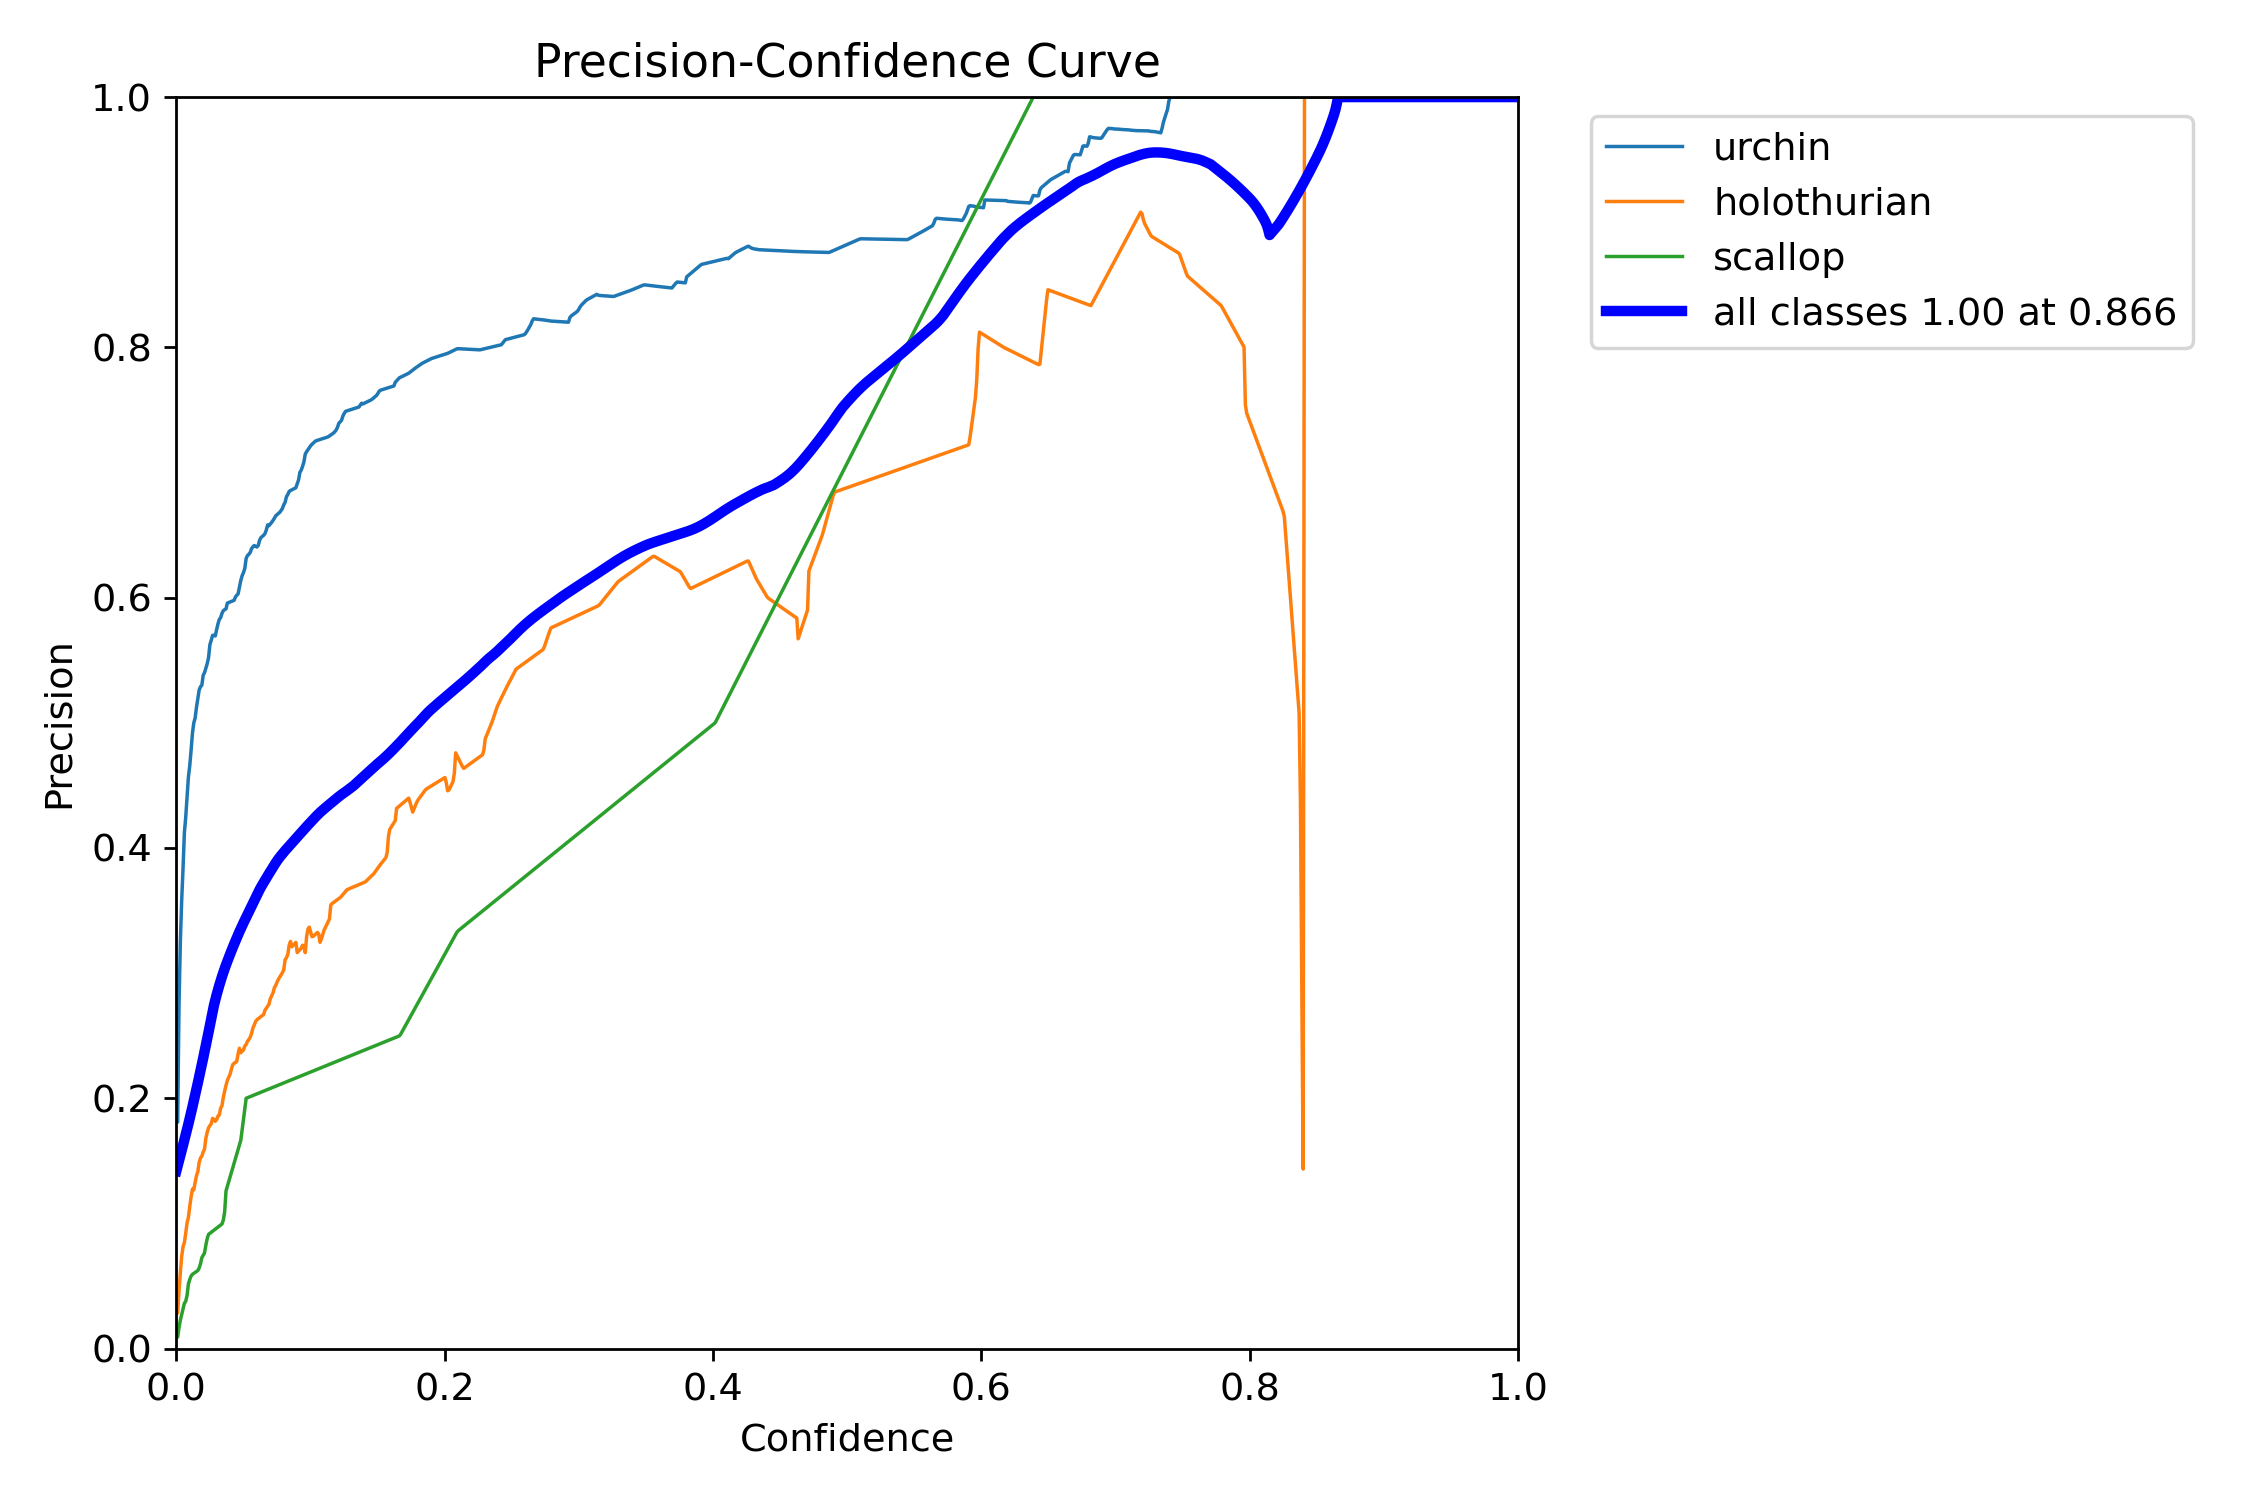 Precision-Confidence Curve
1.0
0.8
0.6
0.4
0.2
0.0
Precision
0.0 0.2 0.4 0.6 0.8 1.0
Confidence
urchin
holothurian
scallop
all classes 1.00 at 0.866